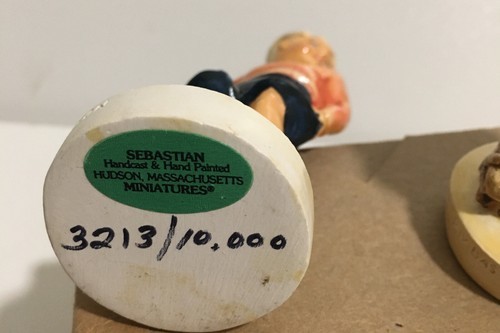 SEBASTIAN
Handcast & Hand Painted
HUDSON, MASSACHUSETTS
MINIATURES®
3213/10,000